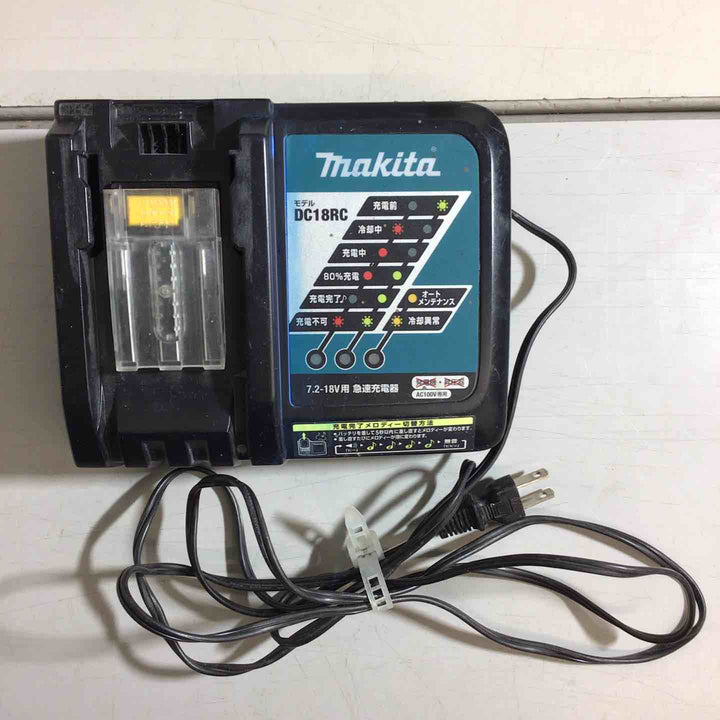 makita
モデル
DC18RC
充電前
冷却中
充電中
80%充電
充電完了♪
オート
メンテナンス
充電不可
冷却異常
7.2-18V用 急速充電器
AC100V専用
充電完了メロディー切替方法